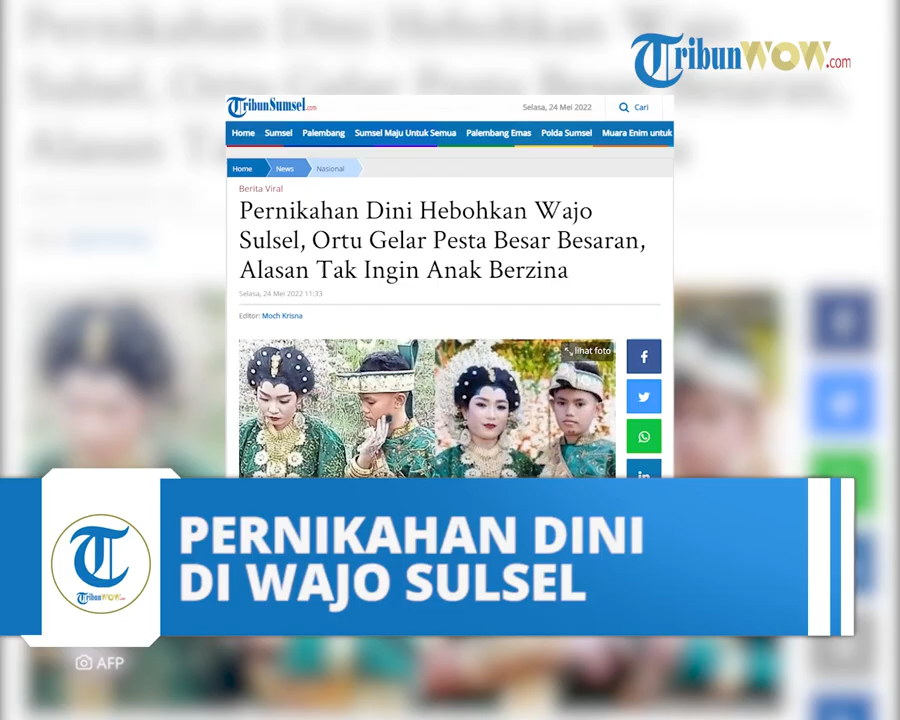 TribunWOW.com
TribunSumsel.com
Selasa, 24 Mei 2022
Cari
Home Sumsel Palembang Sumsel Maju Untuk Semua Palembang Emas Polda Sumsel Muara Enim untuk
Home News Nasional
Berita Viral
Pernikahan Dini Hebohkan Wajo
Sulsel, Ortu Gelar Pesta Besar Besaran,
Alasan Tak Ingin Anak Berzina
Selasa, 24 Mei 2022 11:33
Editor: Moch Krisna
lihat foto
in
PERNIKAHAN DINI
DI WAJO SULSEL
TribunWOW.com
AFP